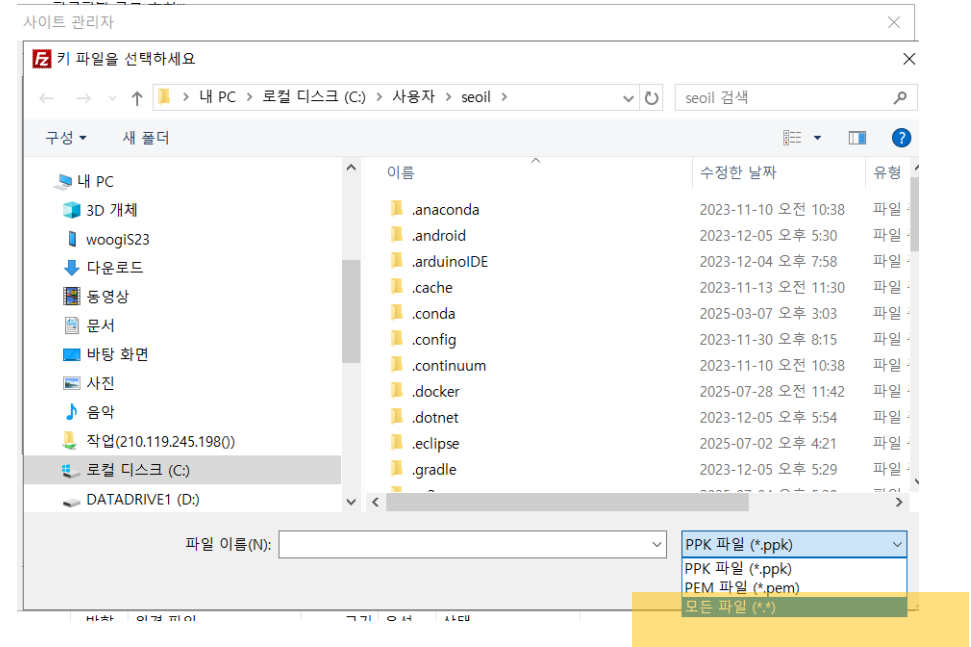 사이트 관리자
키 파일을 선택하세요
내 PC > 로컬 디스크 (C:) > 사용자 > seoil >
seoil 검색
구성
새 폴더
내 PC
3D 개체
woogiS23
다운로드
동영상
문서
바탕 화면
사진
음악
작업(210.119.245.198())
로컬 디스크 (C:)
DATADRIVE1 (D:)
이름 수정한 날짜 유형
.anaconda 2023-11-10 오전 10:38 파일
.android 2023-12-05 오후 5:30 파일
.arduinoIDE 2023-12-04 오후 7:58 파일
.cache 2023-11-13 오전 11:30 파일
.conda 2025-03-07 오후 3:03 파일
.config 2023-11-30 오후 8:15 파일
.continuum 2023-11-10 오전 10:38 파일
.docker 2025-07-28 오전 11:42 파일
.dotnet 2023-12-05 오후 5:54 파일
.eclipse 2025-07-02 오후 4:21 파일
.gradle 2023-12-05 오후 5:29 파일
파일 이름(N):
PPK 파일 (*.ppk)
PPK 파일 (*.ppk)
PEM 파일 (*.pem)
모든 파일 (*.*)